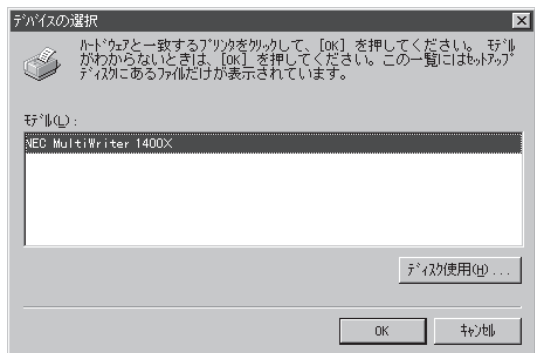 ﾃﾞﾊﾞｲｽの選択
ﾊｰﾄﾞｳｪｱと一致するﾌﾟﾘﾝﾀをｸﾘｯｸして、[OK] を押してください。 ﾓﾃﾞﾙ
がわからないときは、[OK] を押してください。この一覧にはｾｯﾄｱｯﾌﾟ
ﾃﾞｨｽｸにあるﾌｧｲﾙだけが表示されています。
ﾓﾃﾞﾙ(L):
NEC MultiWriter 1400X
ﾃﾞｨｽｸ使用(H)...
OK
ｷｬﾝｾﾙ